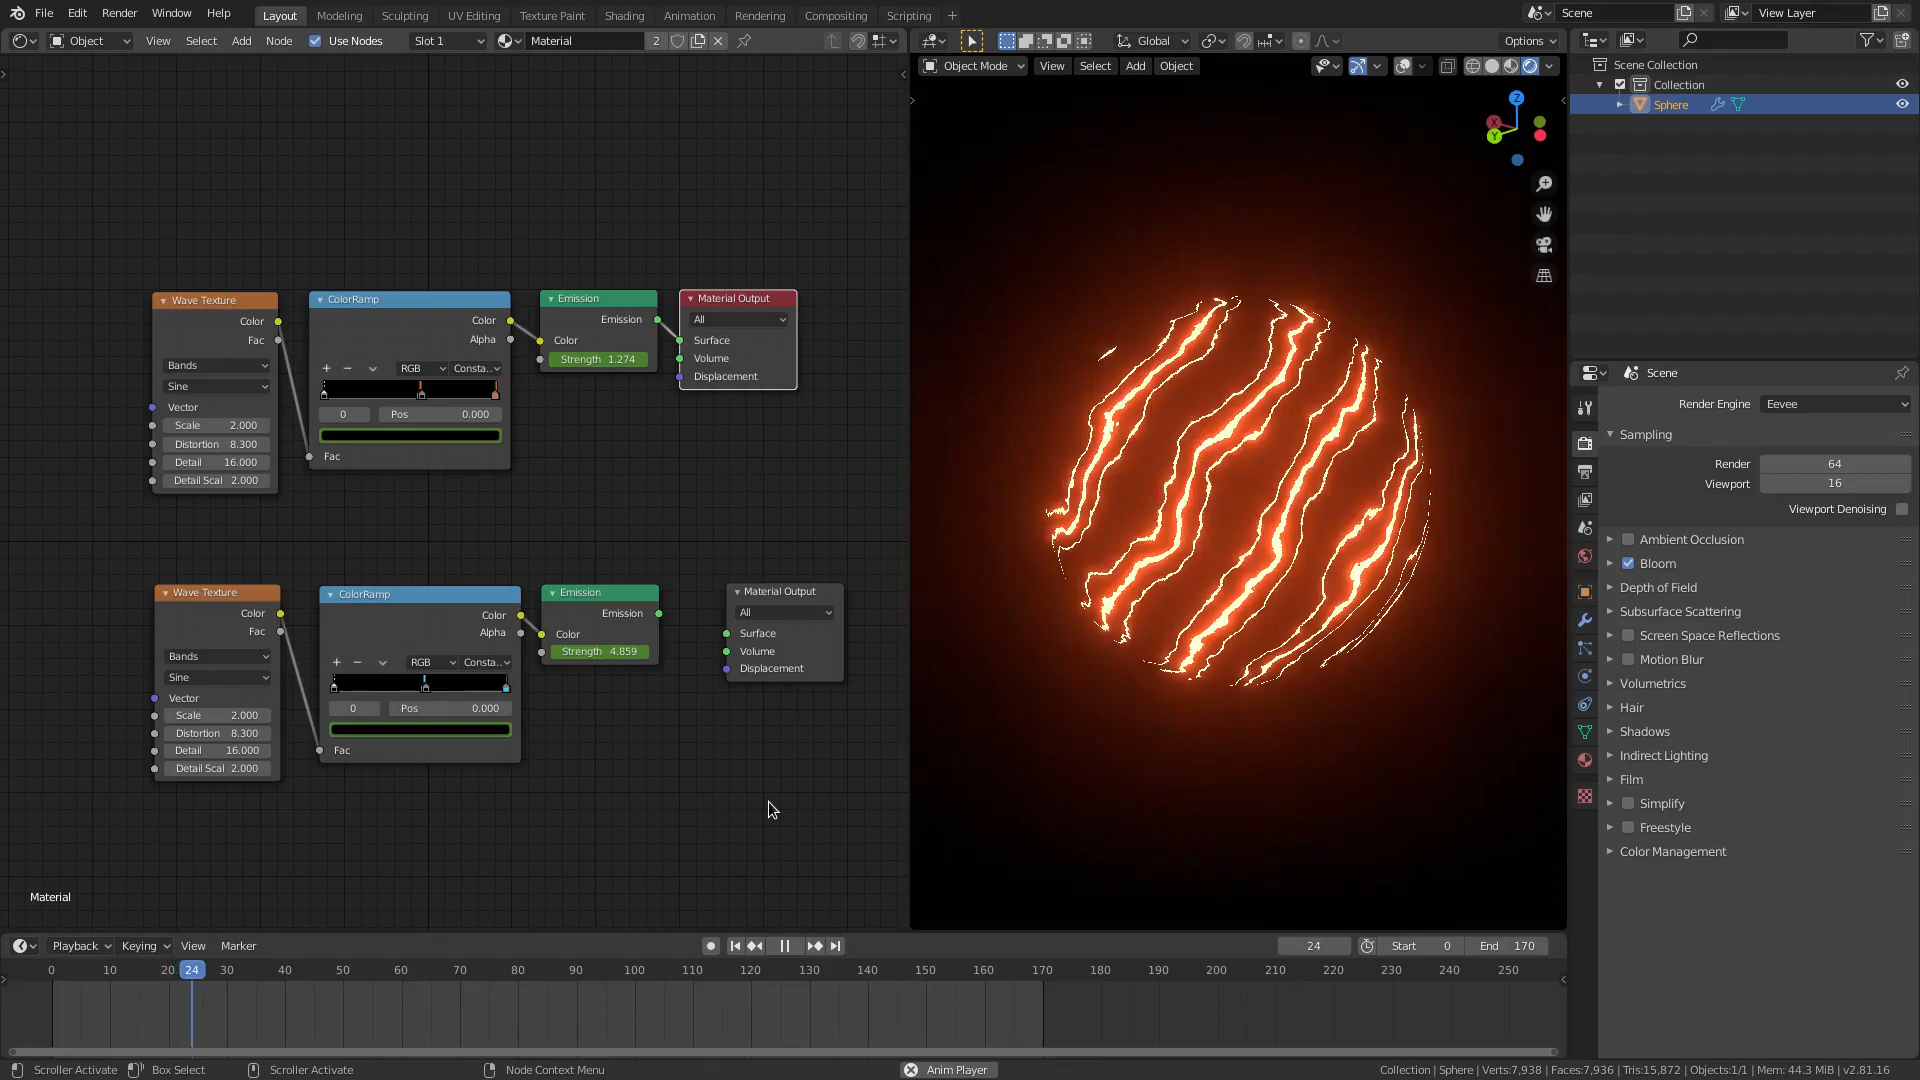 File Edit Render Window Help Layout Modeling Sculpting UV Editing Texture Paint Shading Animation Rendering Compositing Scripting + Scene View Layer
Object View Select Add Node Use Nodes Slot 1 Material 2 Global Options
Object Mode View Select Add Object
Scene Collection
Collection
Sphere
Z
X
Y
Wave Texture
Color
Fac
Bands
Sine
Vector
Scale 2.000
Distortion 8.300
Detail 16.000
Detail Scal 2.000
ColorRamp
Color
Alpha
+ − RGB Consta..
0 Pos 0.000
Fac
Emission
Emission
Color
Strength 1.274
Material Output
All
Surface
Volume
Displacement
Wave Texture
Color
Fac
Bands
Sine
Vector
Scale 2.000
Distortion 8.300
Detail 16.000
Detail Scal 2.000
ColorRamp
Color
Alpha
+ − RGB Consta..
0 Pos 0.000
Fac
Emission
Emission
Color
Strength 4.859
Material Output
All
Surface
Volume
Displacement
Material
Scene
Render Engine Eevee
Sampling
Render 64
Viewport 16
Viewport Denoising
Ambient Occlusion
Bloom
Depth of Field
Subsurface Scattering
Screen Space Reflections
Motion Blur
Volumetrics
Hair
Shadows
Indirect Lighting
Film
Simplify
Freestyle
Color Management
Playback Keying View Marker 24 Start 0 End 170
0 10 20 24 30 40 50 60 70 80 90 100 110 120 130 140 150 160 170 180 190 200 210 220 230 240 250
Scroller Activate Box Select Scroller Activate Node Context Menu Anim Player Collection | Sphere | Verts:7,938 | Faces:7,936 | Tris:15,872 | Objects:1/1 | Mem: 44.3 MiB | v2.81.16